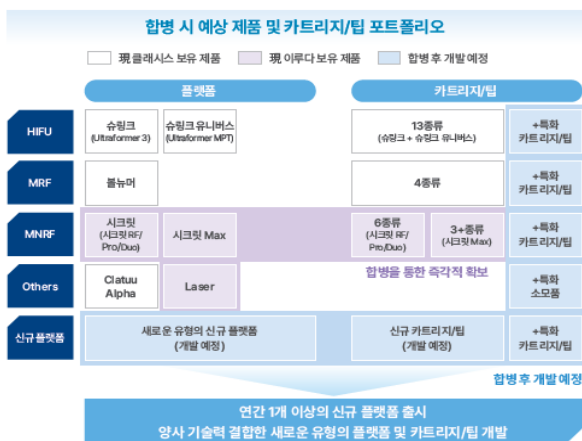 합병 시 예상 제품 및 카트리지/팁 포트폴리오
現 클래시스 보유 제품
現 이루다 보유 제품
합병 후 개발 예정
플랫폼
카트리지/팁
HIFU
슈링크
(Ultraformer 3)
슈링크 유니버스
(Ultraformer MPT)
13종류
(슈링크 + 슈링크 유니버스)
+특화
카트리지/팁
MRF
볼뉴머
4종류
+특화
카트리지/팁
MNRF
시크릿
(시크릿 RF/
Pro/Duo)
시크릿 Max
6종류
(시크릿 RF/
Pro/Duo)
3+종류
(시크릿 Max)
+특화
카트리지/팁
합병을 통한 즉각적 확보
Others
Clatuu
Alpha
Laser
+특화
소모품
신규 플랫폼
새로운 유형의 신규 플랫폼
(개발 예정)
신규 카트리지/팁
(개발 예정)
+특화
카트리지/팁
합병 후 개발 예정
연간 1개 이상의 신규 플랫폼 출시
양사 기술력 결합한 새로운 유형의 플랫폼 및 카트리지/팁 개발